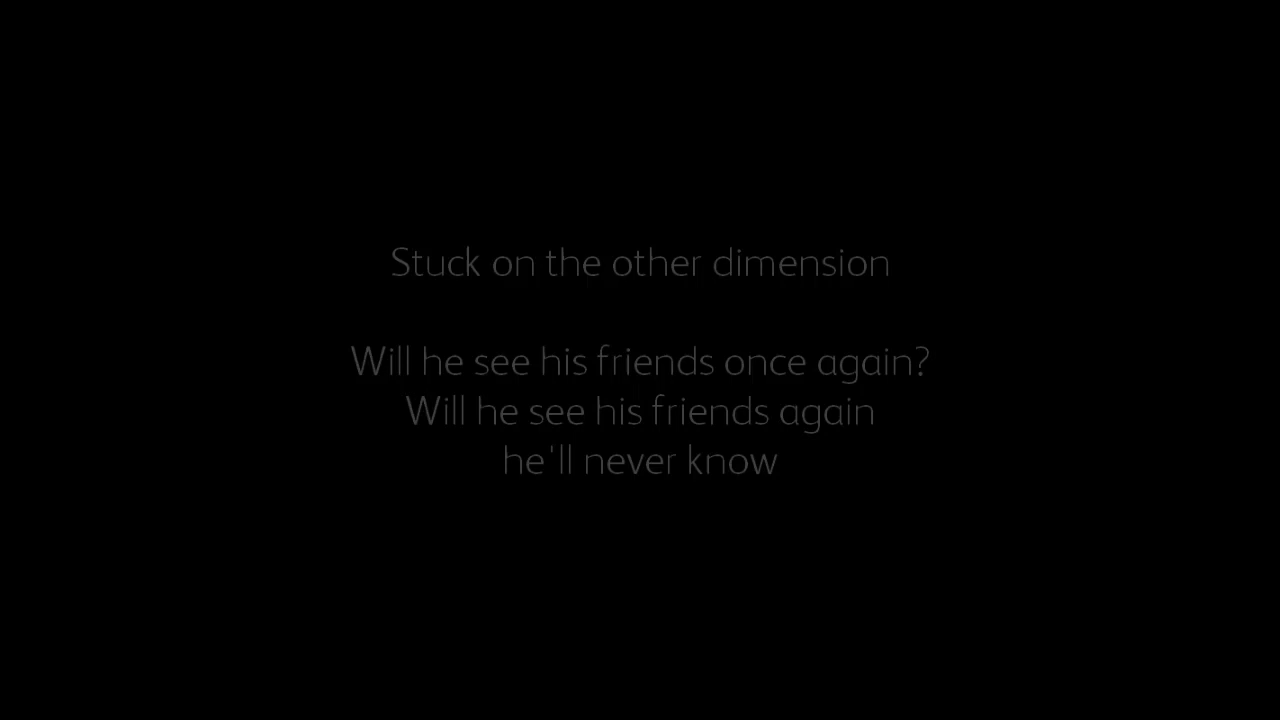 Stuck on the other dimension
Will he see his friends once again?
Will he see his friends again
he'll never know